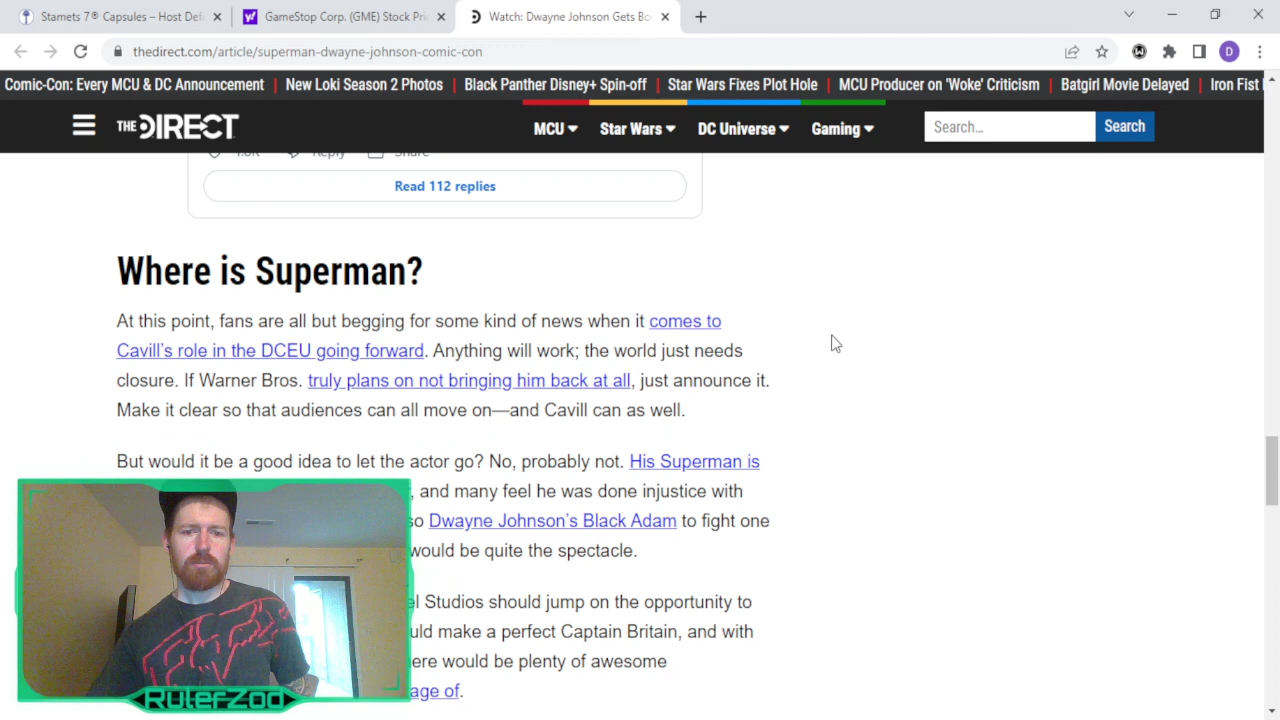 Stamets 7® Capsules – Host Def
GameStop Corp. (GME) Stock Pri
Watch: Dwayne Johnson Gets Bo
thedirect.com/article/superman-dwayne-johnson-comic-con
D
Comic-Con: Every MCU & DC Announcement | New Loki Season 2 Photos | Black Panther Disney+ Spin-off | Star Wars Fixes Plot Hole | MCU Producer on 'Woke' Criticism | Batgirl Movie Delayed | Iron Fist
THE DIRECT
MCU
Star Wars
DC Universe
Gaming
Search...
Search
Reply Share
Read 112 replies
Where is Superman?
At this point, fans are all but begging for some kind of news when it comes to
Cavill's role in the DCEU going forward. Anything will work; the world just needs
closure. If Warner Bros. truly plans on not bringing him back at all, just announce it.
Make it clear so that audiences can all move on—and Cavill can as well.
But would it be a good idea to let the actor go? No, probably not. His Superman is
, and many feel he was done injustice with
so Dwayne Johnson's Black Adam to fight one
would be quite the spectacle.
el Studios should jump on the opportunity to
uld make a perfect Captain Britain, and with
ere would be plenty of awesome
age of.
RulefZod